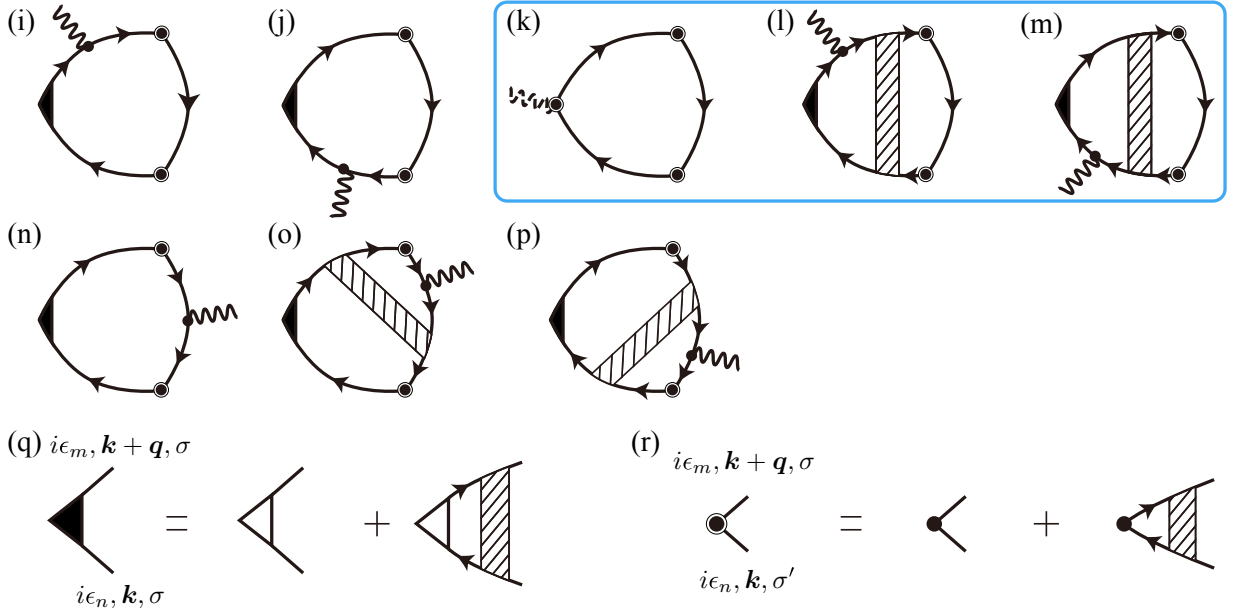 (i) (j) (k) (l) (m)
(n) (o) (p)
(q) iϵₘ, k + q, σ (r) iϵₘ, k + q, σ
= + = +
iϵₙ, k, σ iϵₙ, k, σ′